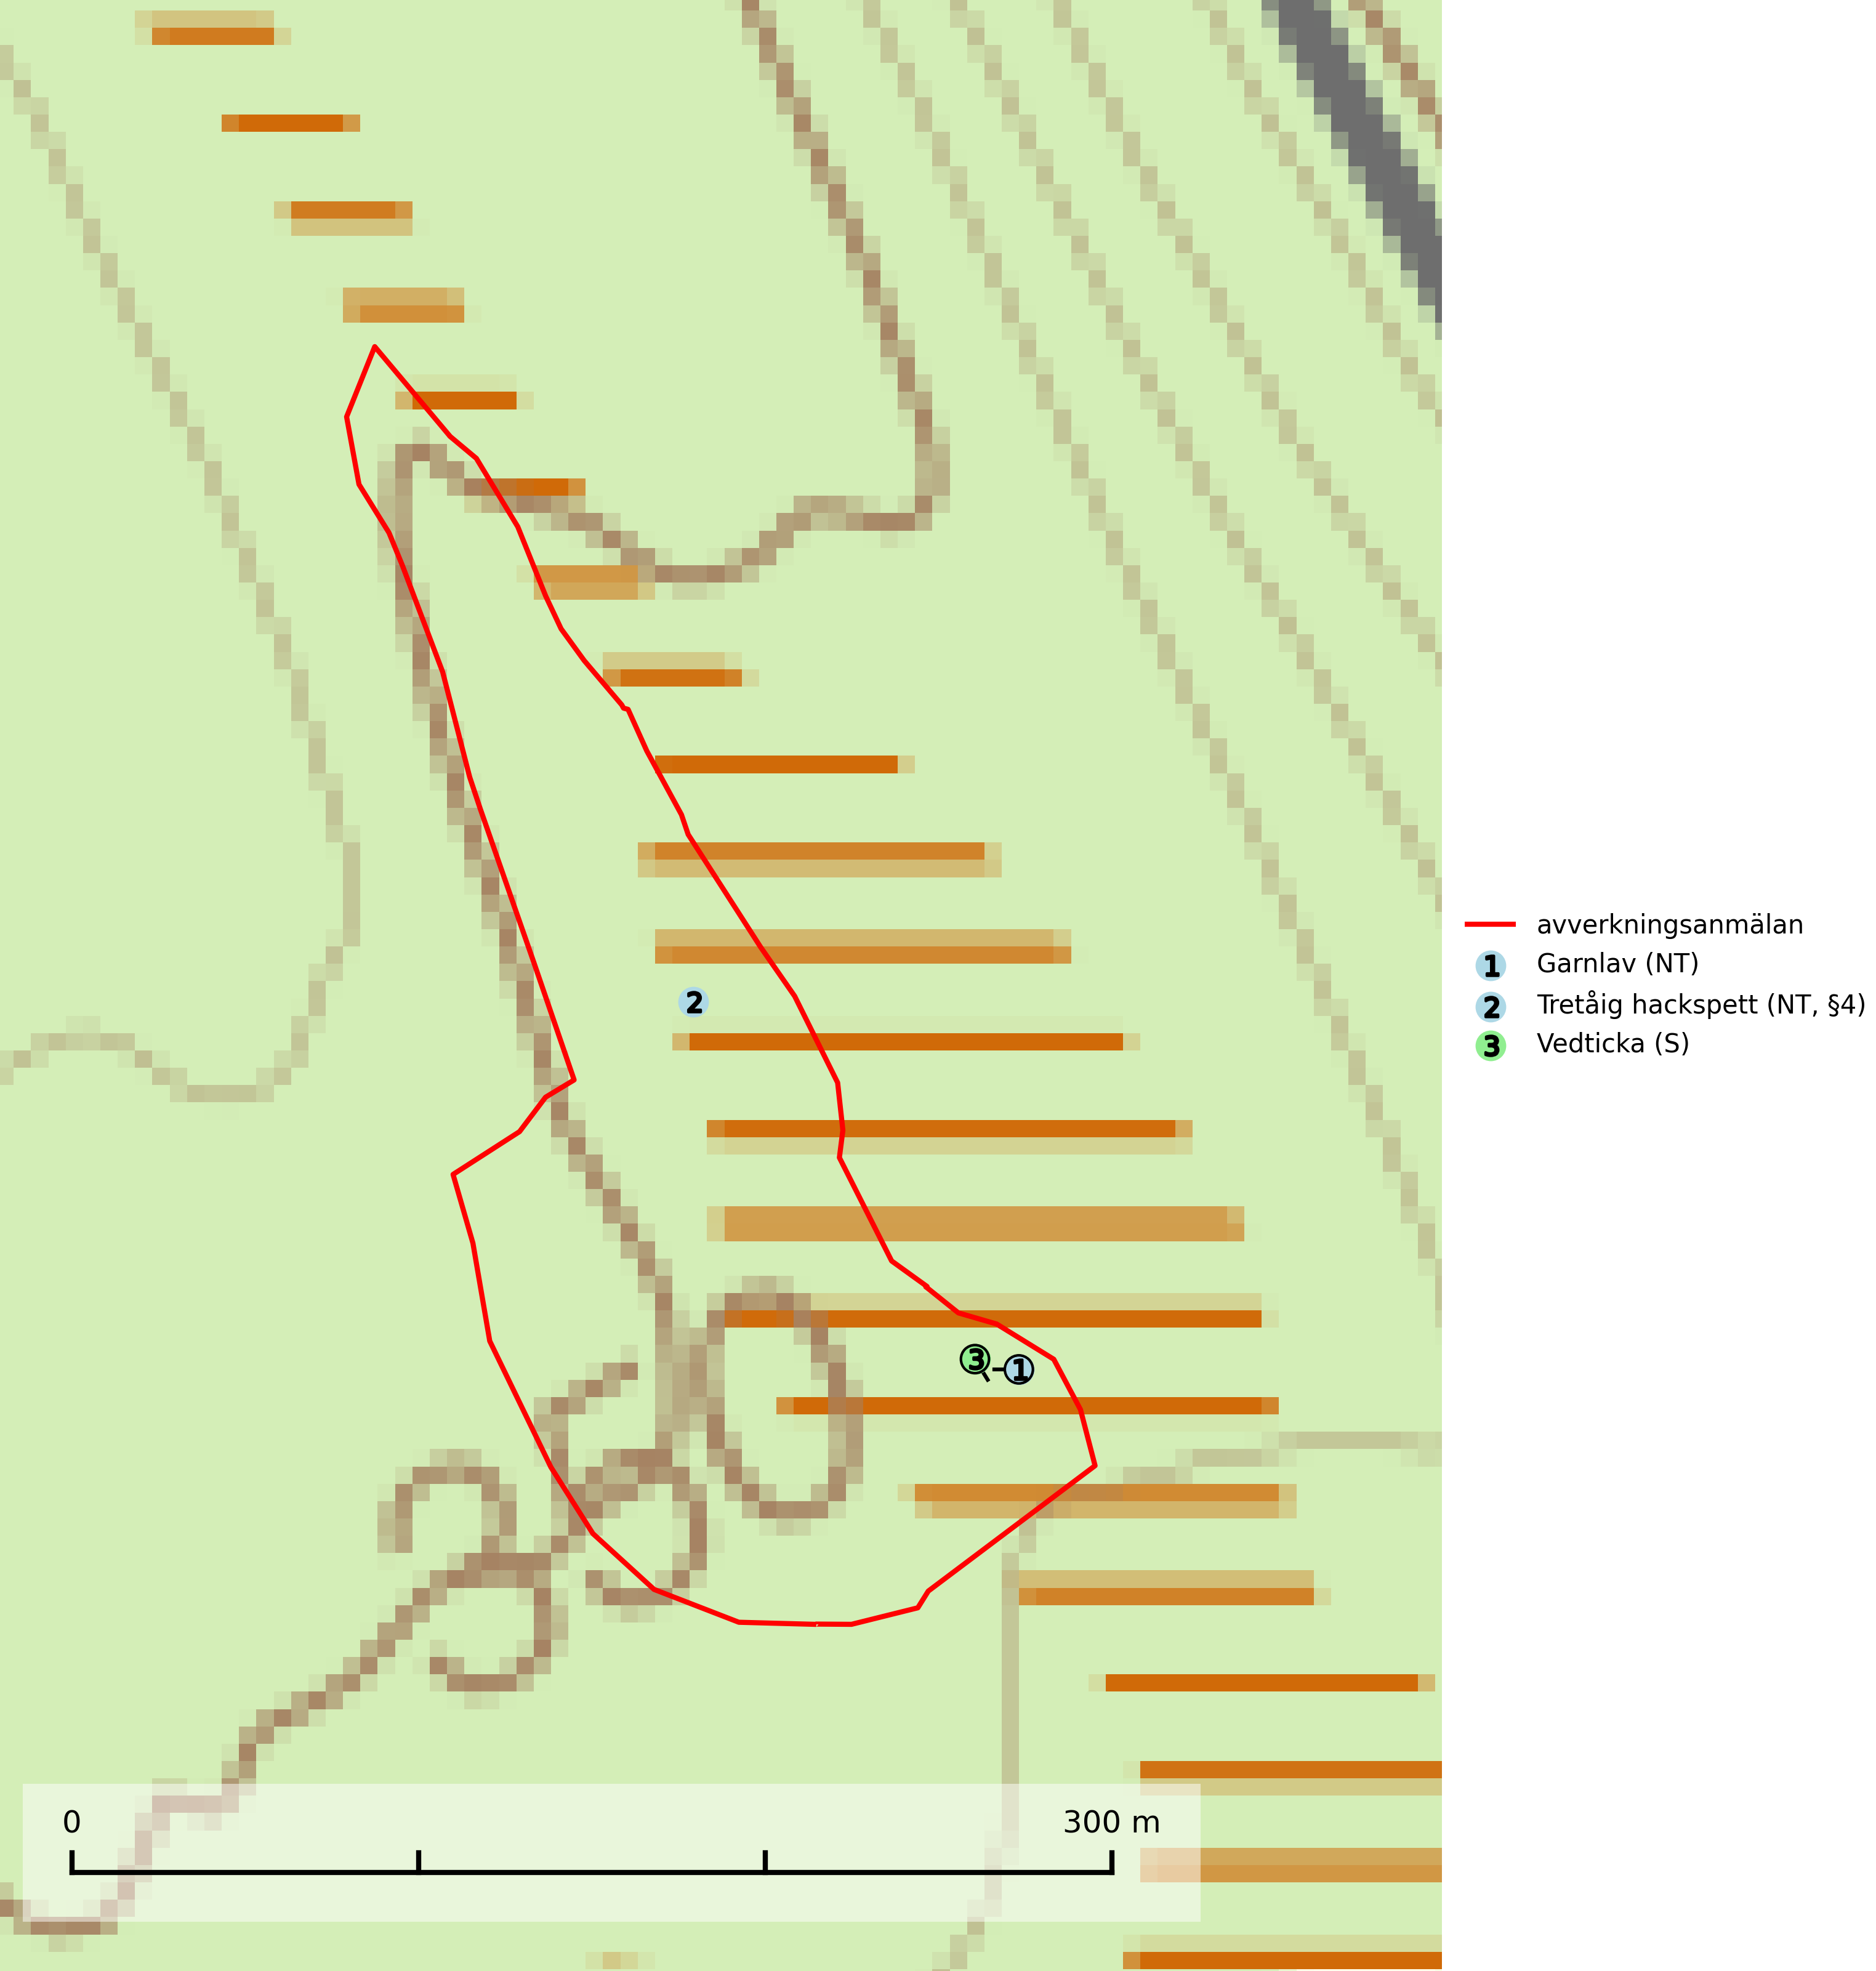 avverkningsanmälan
1 Garnlav (NT)
2 Tretåig hackspett (NT, §4)
3 Vedticka (S)
2
3
1
0
300 m